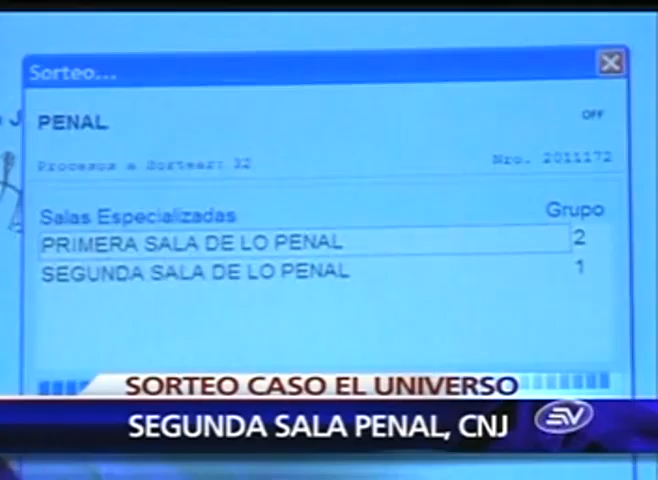 Sorteo...
J
PENAL
OFF
Procesos a Sortear: 32
Nro. 2011172
Salas Especializadas
Grupo
PRIMERA SALA DE LO PENAL 2
SEGUNDA SALA DE LO PENAL 1
SORTEO CASO EL UNIVERSO
SEGUNDA SALA PENAL, CNJ